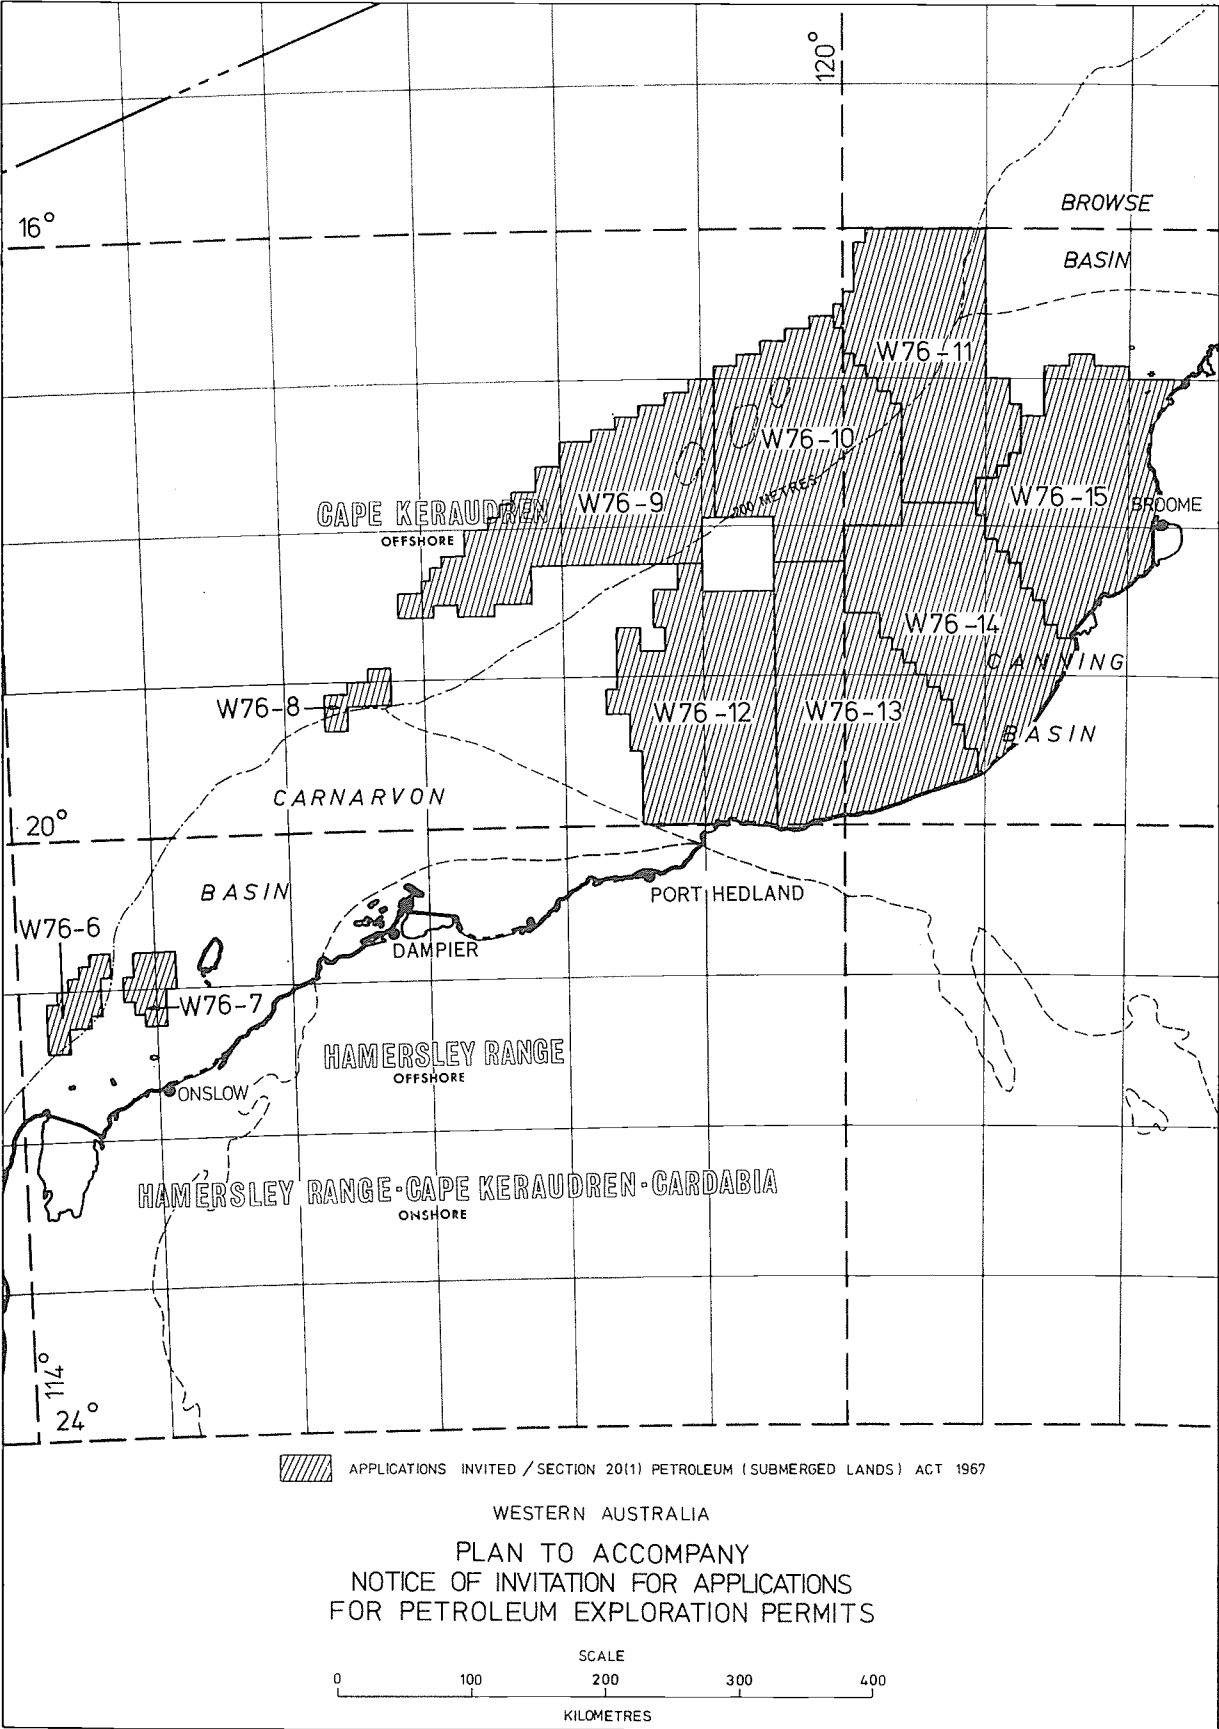 120°
BROWSE
16°
BASIN
W76-11
W76-10
200 METRES
W76-9
W76-15
CAPE KERAUDREN
OFFSHORE
BROOME
W76-14
CANNING
W76-8
W76-12
W76-13
BASIN
CARNARVON
20°
BASIN
PORT HEDLAND
W76-6
DAMPIER
W76-7
HAMERSLEY RANGE
OFFSHORE
ONSLOW
HAMERSLEY RANGE-CAPE KERAUDREN-CARDABIA
ONSHORE
114°
24°
APPLICATIONS INVITED / SECTION 20(1) PETROLEUM (SUBMERGED LANDS) ACT 1967
WESTERN AUSTRALIA
PLAN TO ACCOMPANY
NOTICE OF INVITATION FOR APPLICATIONS
FOR PETROLEUM EXPLORATION PERMITS
SCALE
0 100 200 300 400
KILOMETRES